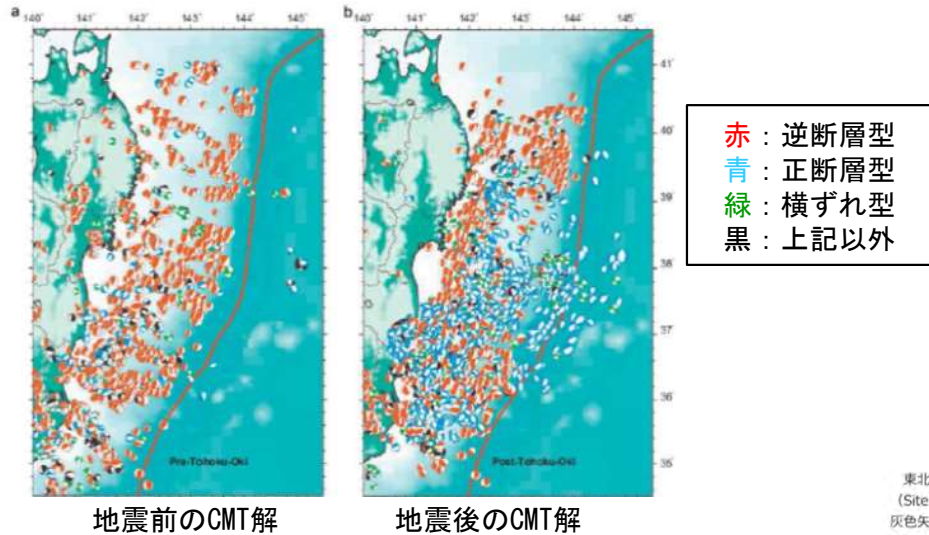 a
140° 141° 142° 143° 144° 145°
b
140° 141° 142° 143° 144° 145°
41°
40°
39°
38°
37°
36°
35°
Pre-Tohoku-Oki
Post-Tohoku-Oki
赤：逆断層型
青：正断層型
緑：横ずれ型
黒：上記以外
地震前のCMT解
地震後のCMT解
東北
(Site
灰色矢